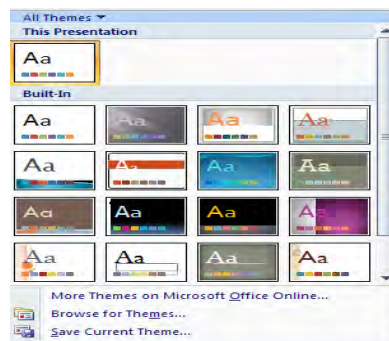 All Themes
This Presentation
Aa
Built-In
Aa Aa Aa Aa
Aa Aa Aa Aa
Aa Aa Aa Aa
Aa Aa Aa Aa
More Themes on Microsoft Office Online...
Browse for Themes...
Save Current Theme...